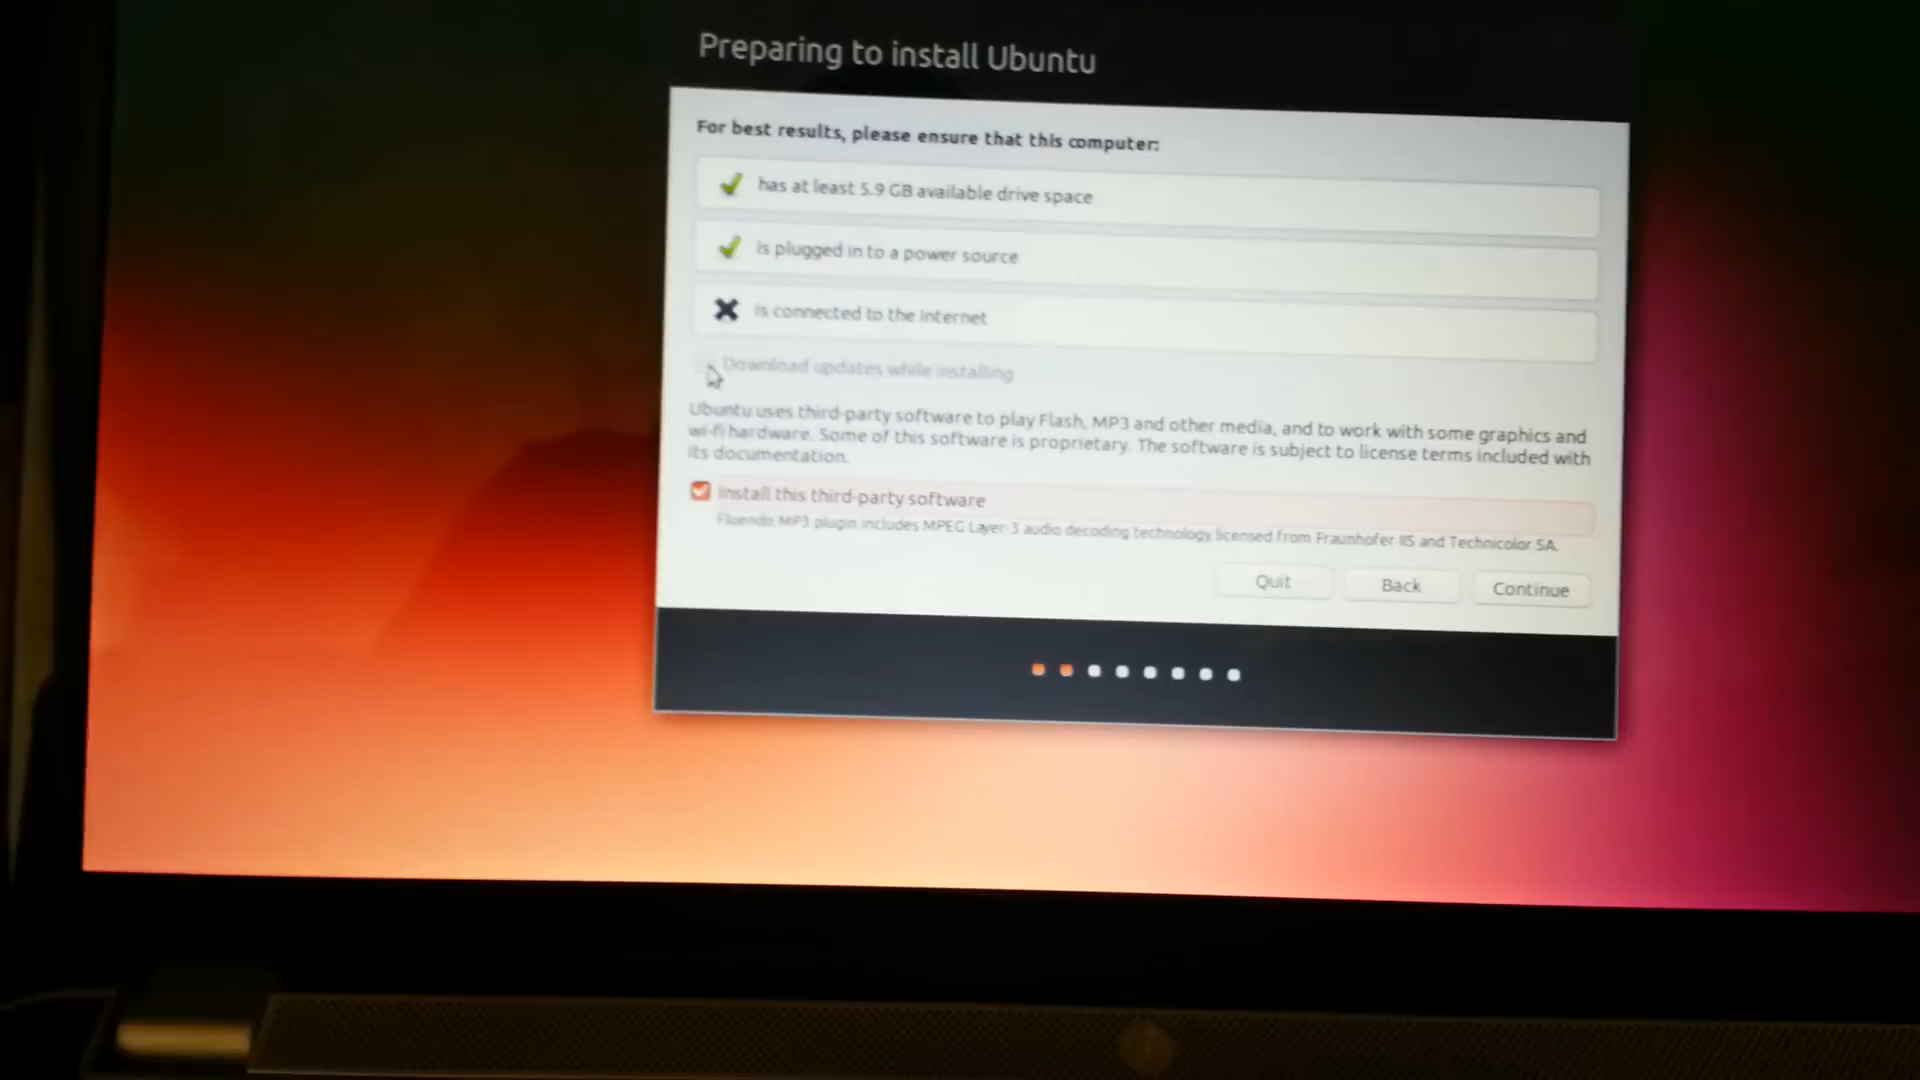 Preparing to install Ubuntu
For best results, please ensure that this computer:
has at least 5.9 GB available drive space
is plugged in to a power source
is connected to the Internet
Download updates while installing
Ubuntu uses third-party software to play Flash, MP3 and other media, and to work with some graphics and
wi-fi hardware. Some of this software is proprietary. The software is subject to license terms included with
its documentation.
Install this third-party software
Fluendo MP3 plugin includes MPEG Layer-3 audio decoding technology licensed from Fraunhofer IIS and Technicolor SA.
Quit Back Continue